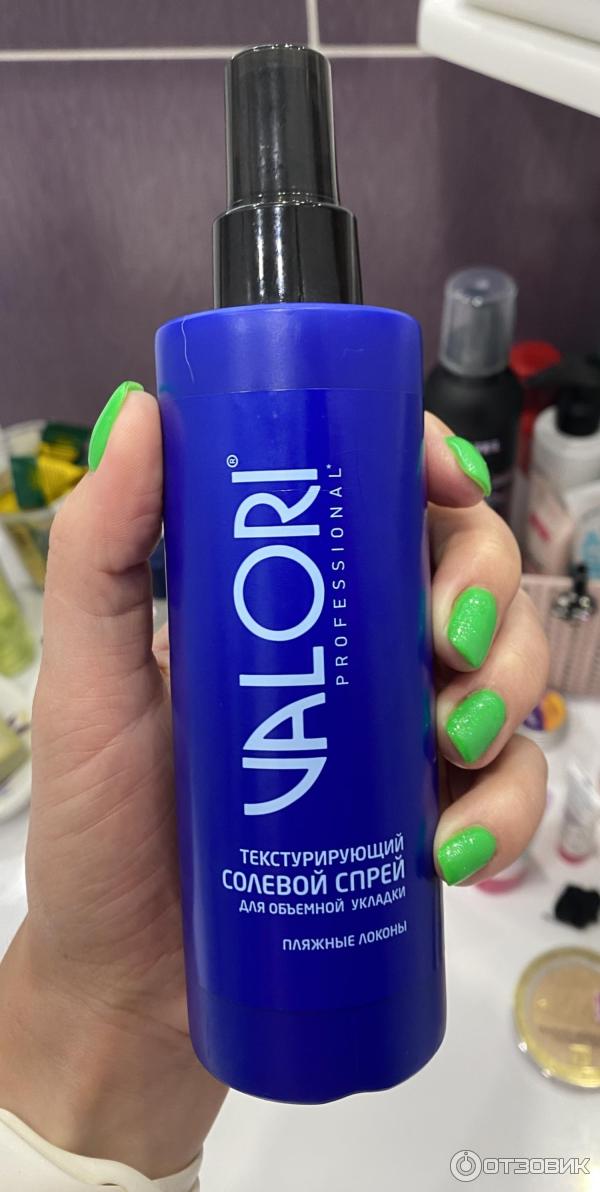 VALORI®
PROFESSIONAL*
ТЕКСТУРИРУЮЩИЙ
СОЛЕВОЙ СПРЕЙ
ДЛЯ ОБЪЕМНОЙ УКЛАДКИ
ПЛЯЖНЫЕ ЛОКОНЫ
ОТЗОВИК